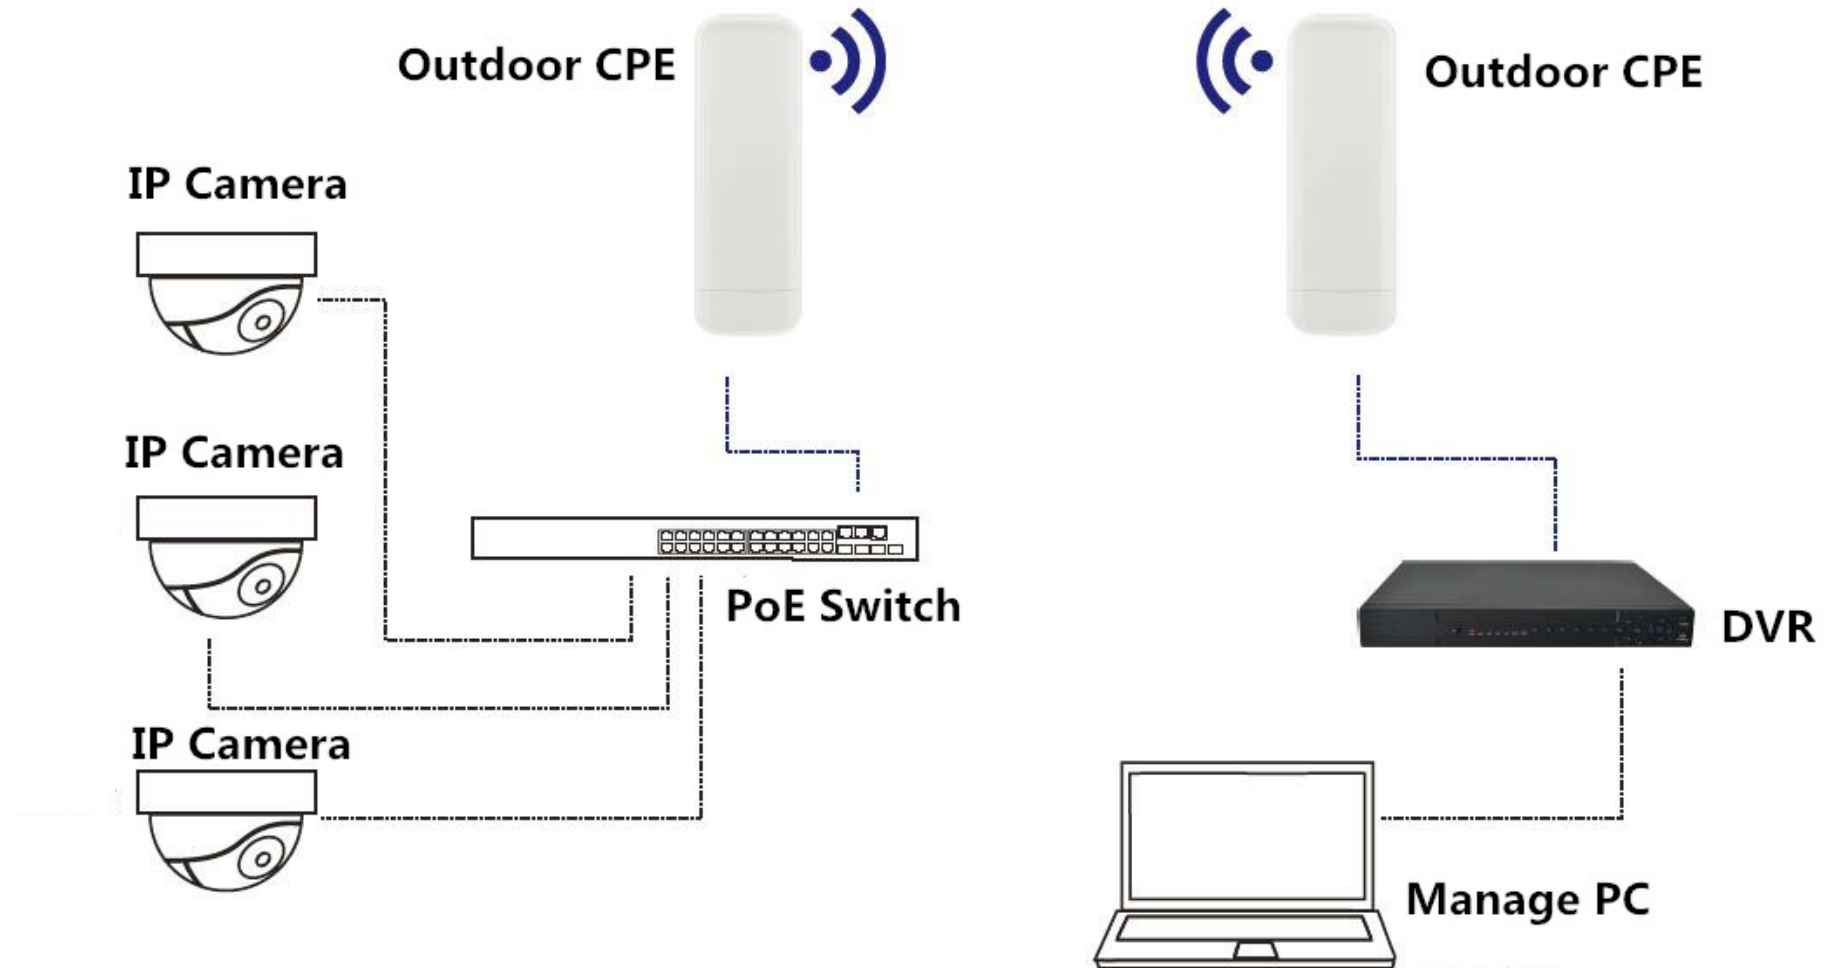 Outdoor CPE
Outdoor CPE
IP Camera
IP Camera
PoE Switch
DVR
IP Camera
Manage PC